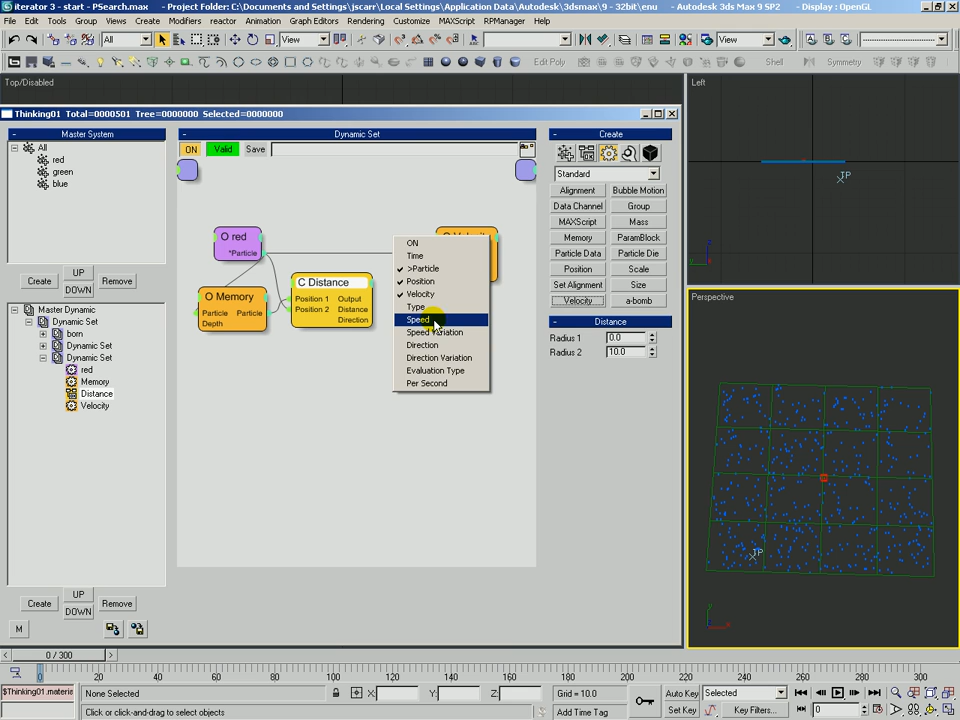 iterator 3 - start - PSearch.max - Project Folder: C:\Documents and Settings\jscarr\Local Settings\Application Data\Autodesk\3dsmax\9 - 32bit\enu - Autodesk 3ds Max 9 SP2 - Display : OpenGL
File Edit Tools Group Views Create Modifiers reactor Animation Graph Editors Rendering Customize MAXScript RPManager Help
All View View
Edit Poly Shell Symmetry
Top/Disabled
Left
Thinking01 Total=0000501 Tree=0000000 Selected=0000000
Master System
Dynamic Set
Create
ON Valid Save
All
red
green
blue
Standard
Alignment Bubble Motion
Data Channel Group
MAXScript Mass
Memory ParamBlock
Particle Data Particle Die
Position Scale
Set Alignment Size
Velocity a-bomb
O red
*Particle
O Memory
Particle Particle
Depth
C Distance
Position 1 Output
Position 2 Distance
Direction
ON
Time
>Particle
Position
Velocity
Type
Speed
Speed Variation
Direction
Direction Variation
Evaluation Type
Per Second
Distance
Radius 1 0.0
Radius 2 10.0
Create UP Remove
DOWN
Master Dynamic
Dynamic Set
born
Dynamic Set
Dynamic Set
red
Memory
Distance
Velocity
Create UP Remove
DOWN
M
TP
z
y
Perspective
TP
y
x
0 / 300
0 20 40 60 80 100 120 140 160 180 200 220 240 260 280 300
$Thinking01.materia
None Selected X: Y: Z: Grid = 10.0 Auto Key Selected
Click or click-and-drag to select objects Add Time Tag Set Key Key Filters... 0